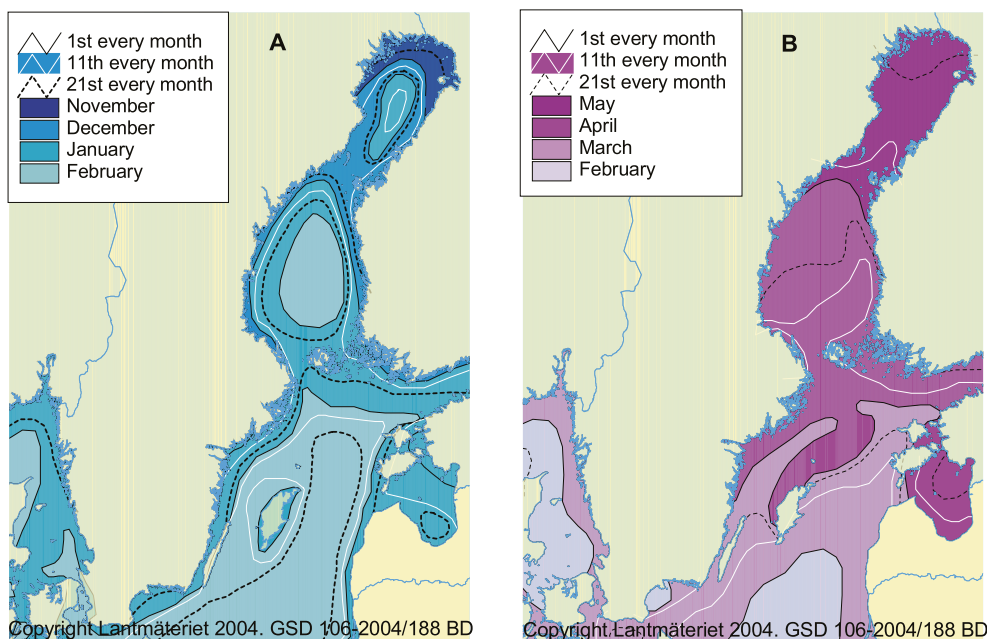 A
1st every month
11th every month
21st every month
November
December
January
February
Copyright Lantmäteriet 2004. GSD 106-2004/188 BD
B
1st every month
11th every month
21st every month
May
April
March
February
Copyright Lantmäteriet 2004. GSD 106-2004/188 BD